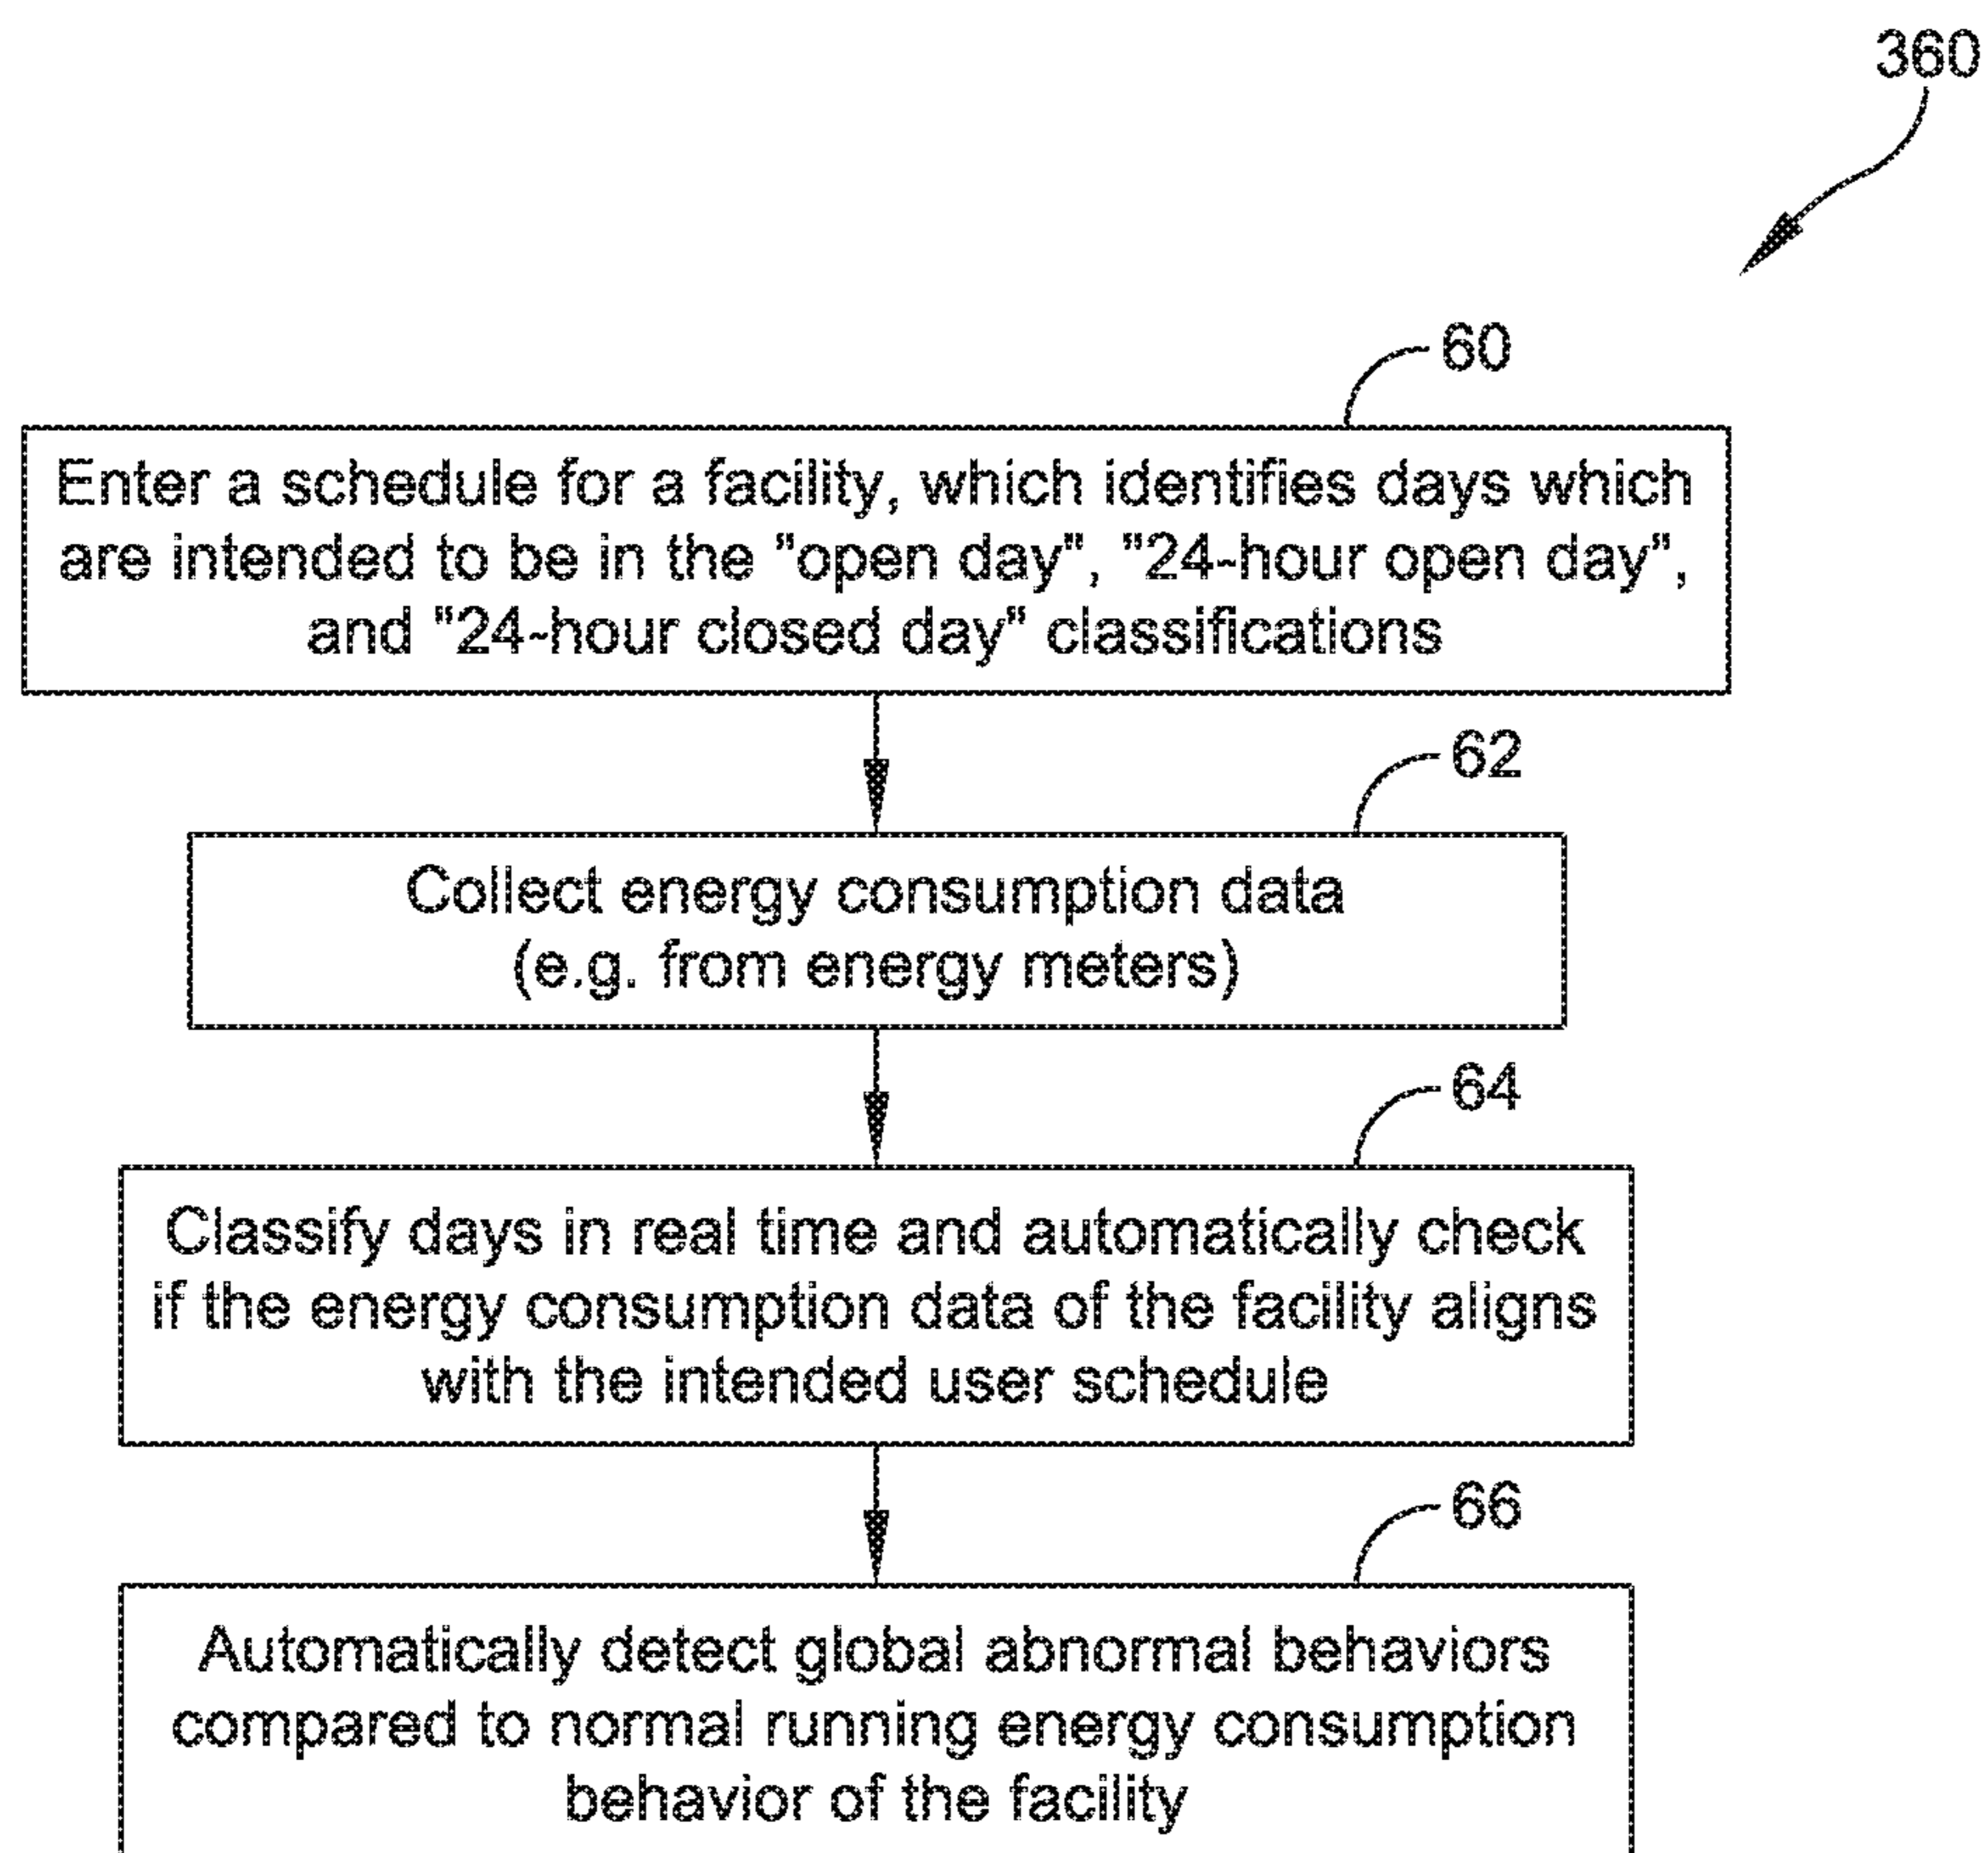 360
60
Enter a schedule for a facility, which identifies days which
are intended to be in the "open day", "24-hour open day",
and "24-hour closed day" classifications
62
Collect energy consumption data
(e.g. from energy meters)
64
Classify days in real time and automatically check
if the energy consumption data of the facility aligns
with the intended user schedule
66
Automatically detect global abnormal behaviors
compared to normal running energy consumption
behavior of the facility